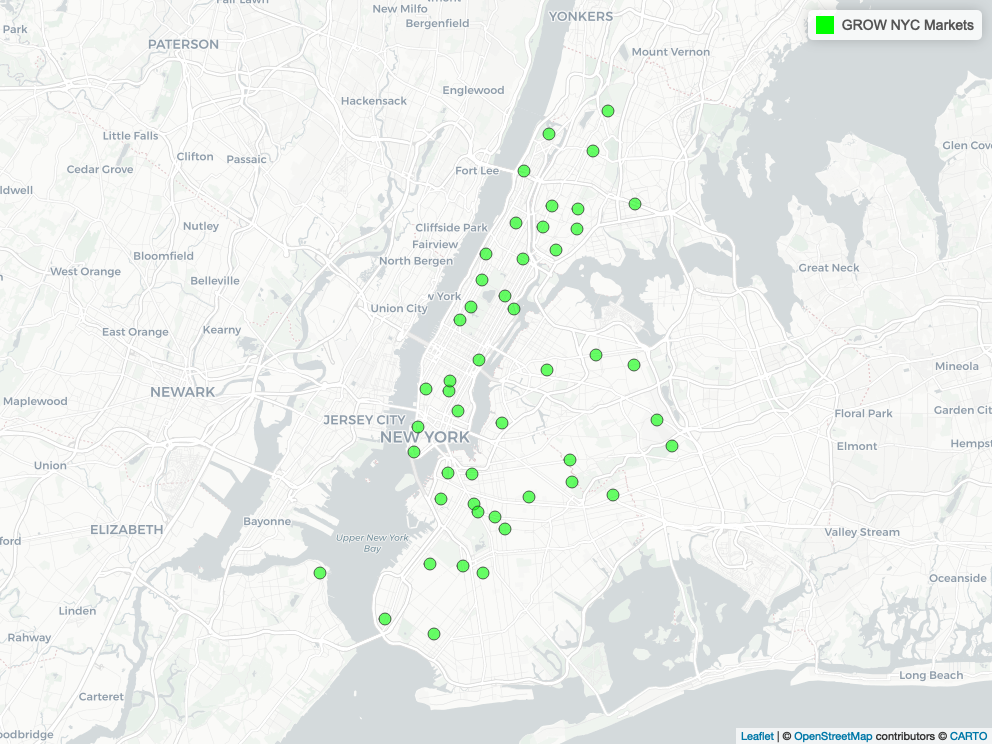 YONKERS
Fair Lawn
New Milfo
Bergenfield
GROW NYC Markets
Park
PATERSON
Mount Vernon
Englewood
Hackensack
Little Falls
Glen Cove
Clifton
Passaic
Cedar Grove
Fort Lee
ldwell
Nutley
Cliffside Park
Fairview
Bloomfield
North Bergen
West Orange
Great Neck
Belleville
w York
Union City
East Orange
Kearny
Mineola
NEWARK
Maplewood
Floral Park
Garden City
JERSEY CITY
NEW YORK
Elmont
Hempst
Union
Bayonne
ELIZABETH
Valley Stream
Upper New York
Bay
ford
Oceanside
Linden
Rahway
Long Beach
Carteret
oodbridge
Leaflet | © OpenStreetMap contributors © CARTO